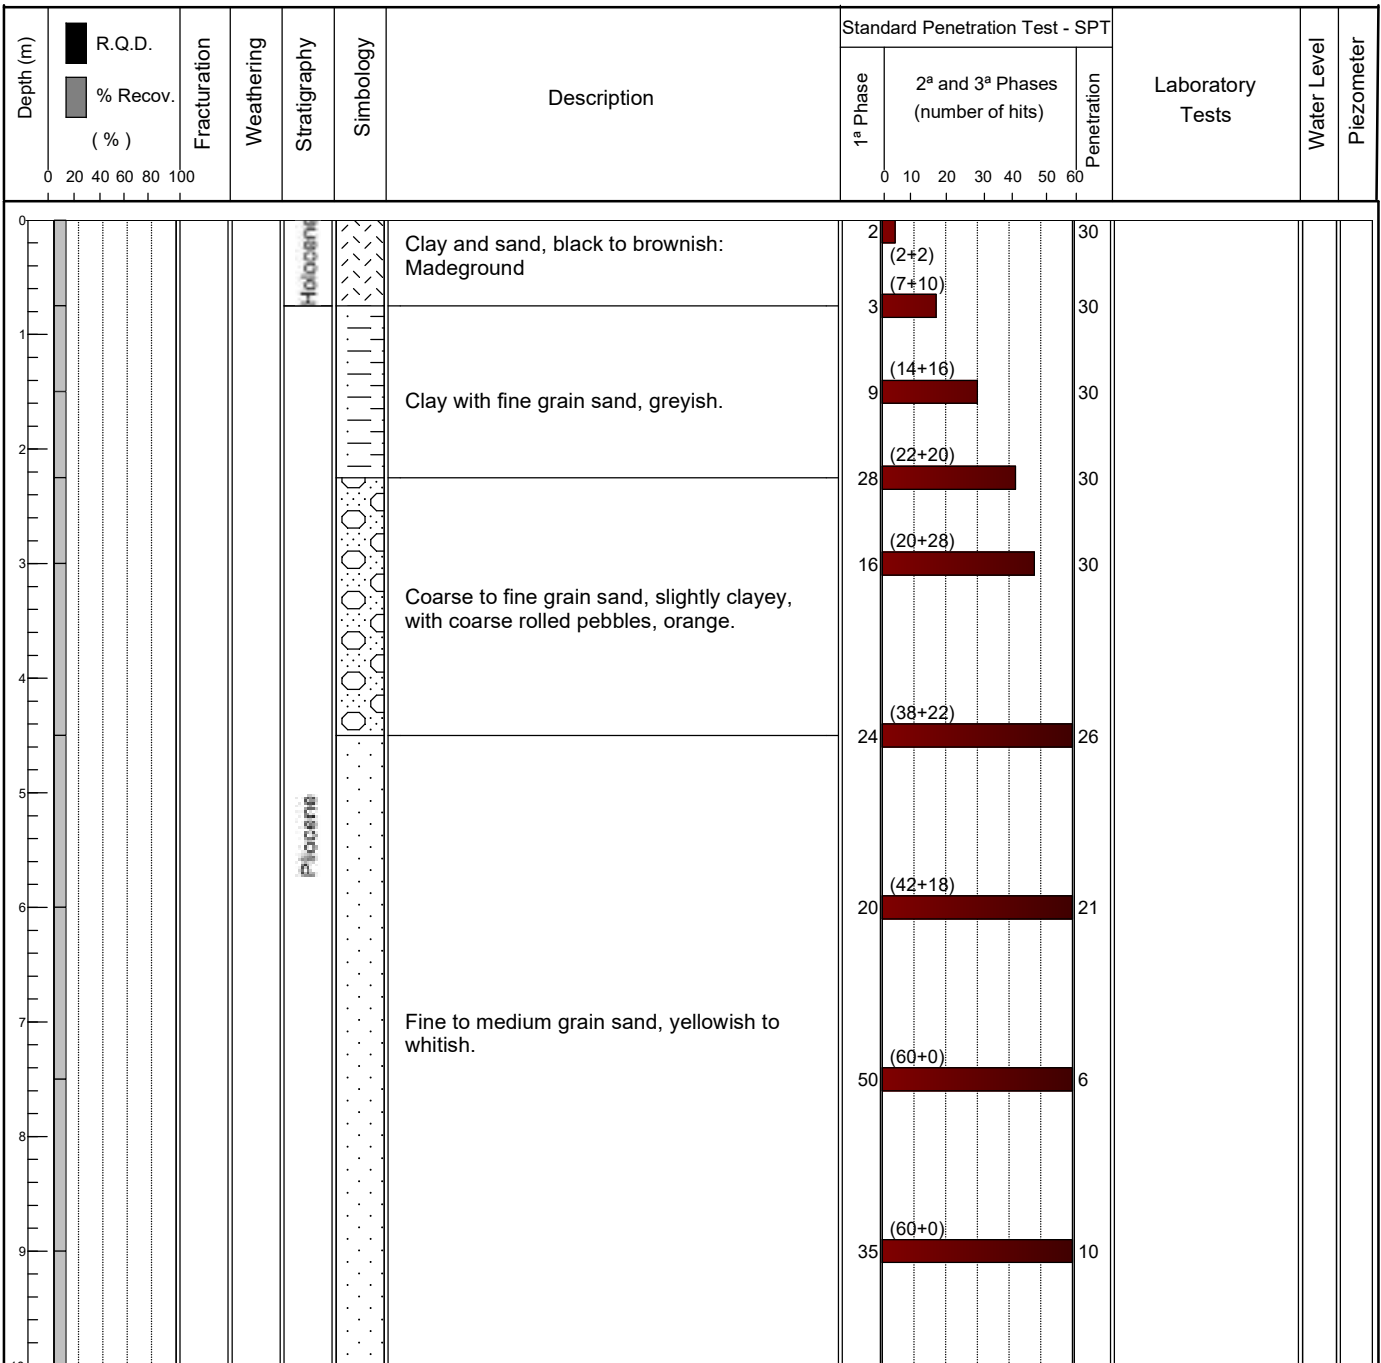 Depth (m)
R.Q.D.
% Recov.
( % )
0 20 40 60 80 100
Fracturation
Weathering
Stratigraphy
Simbology
Description
Standard Penetration Test - SPT
1ª Phase
2ª and 3ª Phases
(number of hits)
0 10 20 30 40 50 60
Penetration
Laboratory
Tests
Water Level
Piezometer
0
Holocene
Clay and sand, black to brownish:
Madeground
2
(2+2)
30
(7+10)
3
30
1
(14+16)
9
30
Clay with fine grain sand, greyish.
2
(22+20)
28
30
(20+28)
3
16
30
Coarse to fine grain sand, slightly clayey,
with coarse rolled pebbles, orange.
4
(38+22)
24
26
5
Pliocene
(42+18)
6
20
21
7
Fine to medium grain sand, yellowish to
whitish.
(60+0)
50
6
8
(60+0)
9
35
10